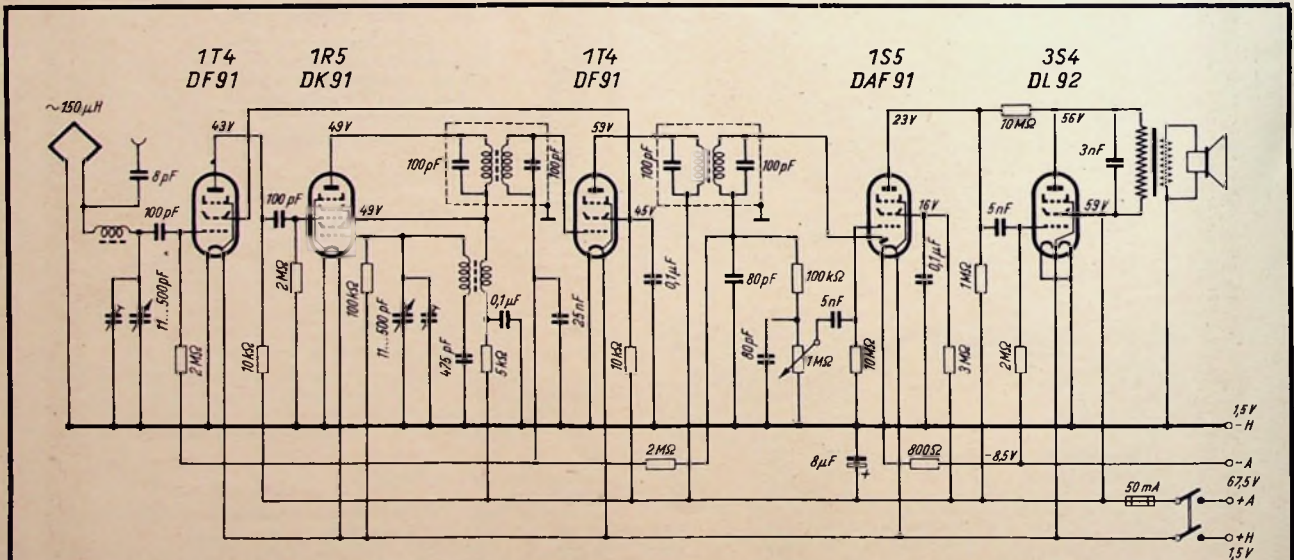 1T4
DF91
1R5
DK91
1T4
DF91
1S5
DAF91
3S4
DL92
~150µH
8pF
100pF
11...500pF
43V
2MΩ
10kΩ
100pF
2MΩ
49V
49V
100kΩ
11...500pF
475pF
0,1µF
5kΩ
100pF
100pF
25nF
59V
45V
10kΩ
0,1µF
100pF
100pF
80pF
100kΩ
80pF
5nF
1MΩ
2MΩ
23V
16V
10MΩ
0,1µF
3MΩ
8µF
+
800Ω
-8,5V
10MΩ
1MΩ
5nF
2MΩ
56V
59V
3nF
50mA
1,5V
-H
-A
67,5V
+A
+H
1,5V